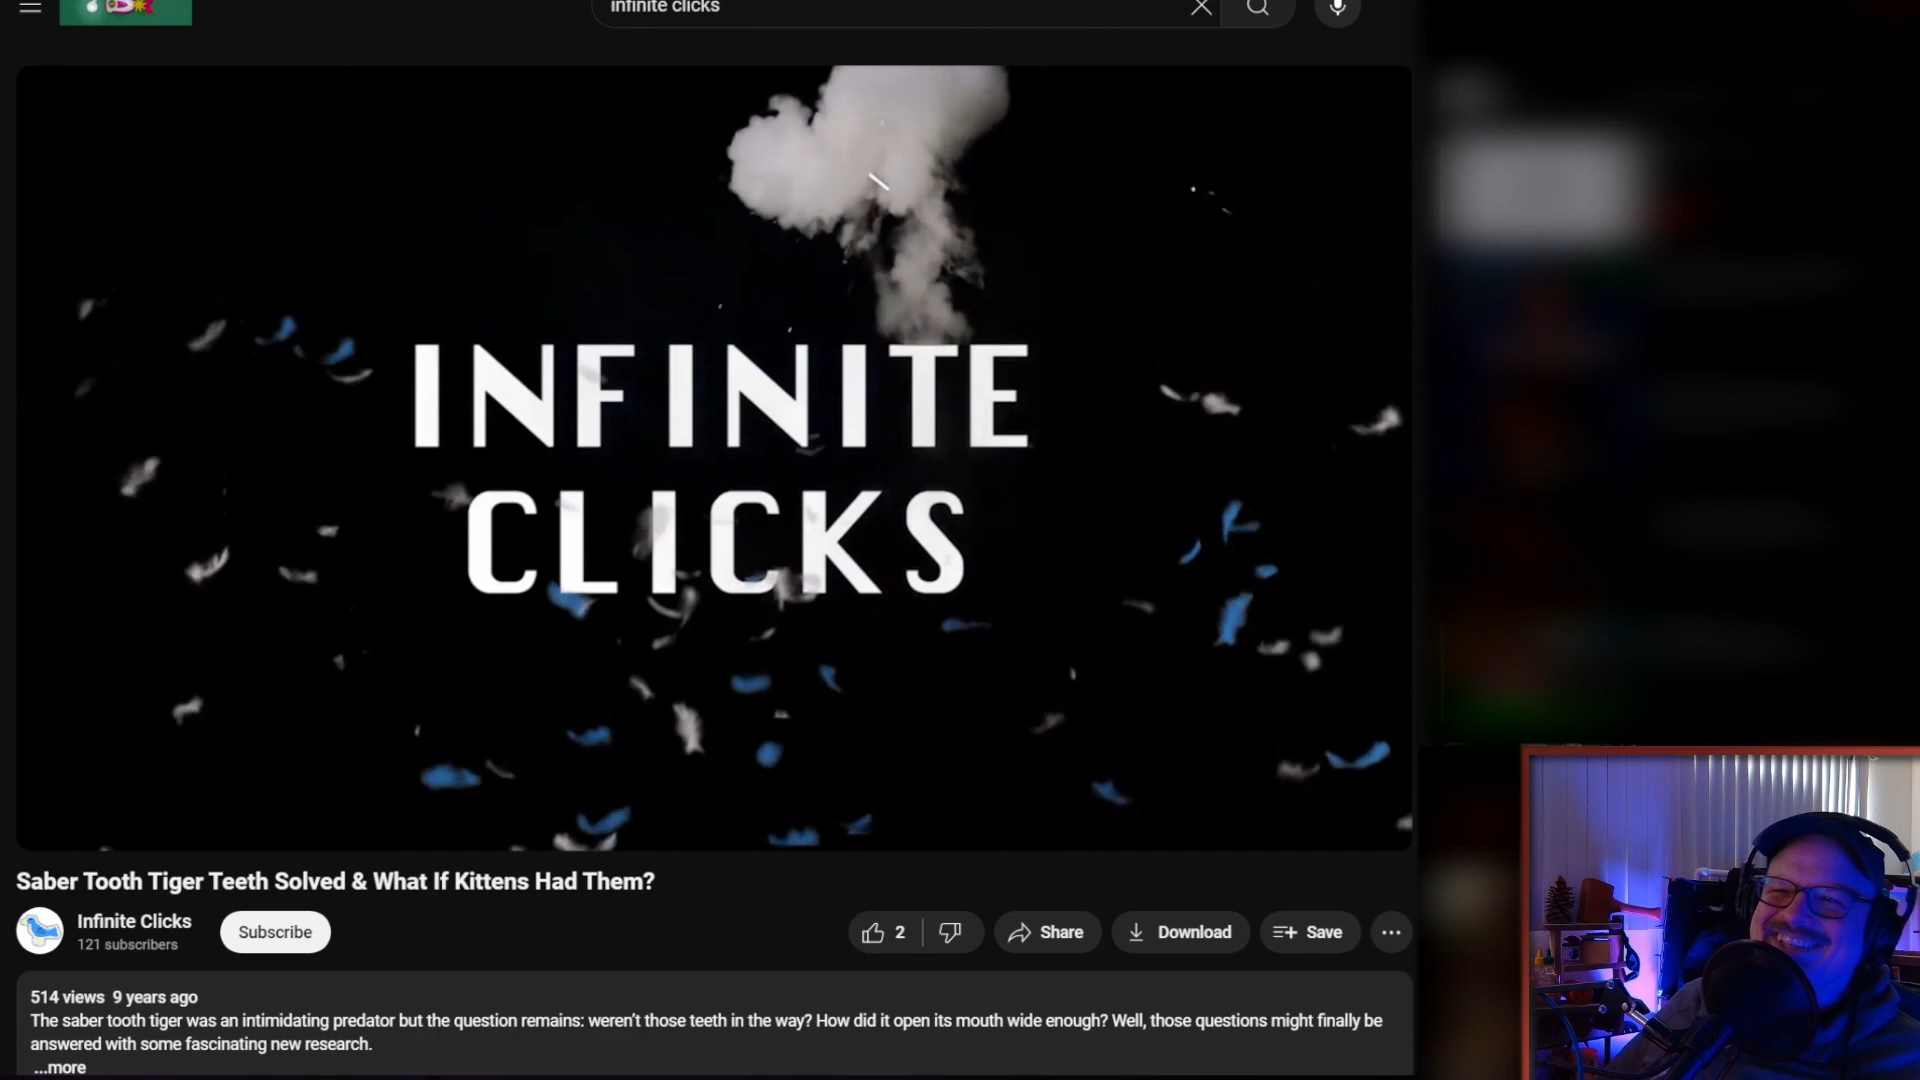 infinite clicks
INFINITE
CLICKS
Saber Tooth Tiger Teeth Solved & What If Kittens Had Them?
Infinite Clicks
121 subscribers
Subscribe
2
Share
Download
Save
514 views 9 years ago
The saber tooth tiger was an intimidating predator but the question remains: weren't those teeth in the way? How did it open its mouth wide enough? Well, those questions might finally be
answered with some fascinating new research.
...more